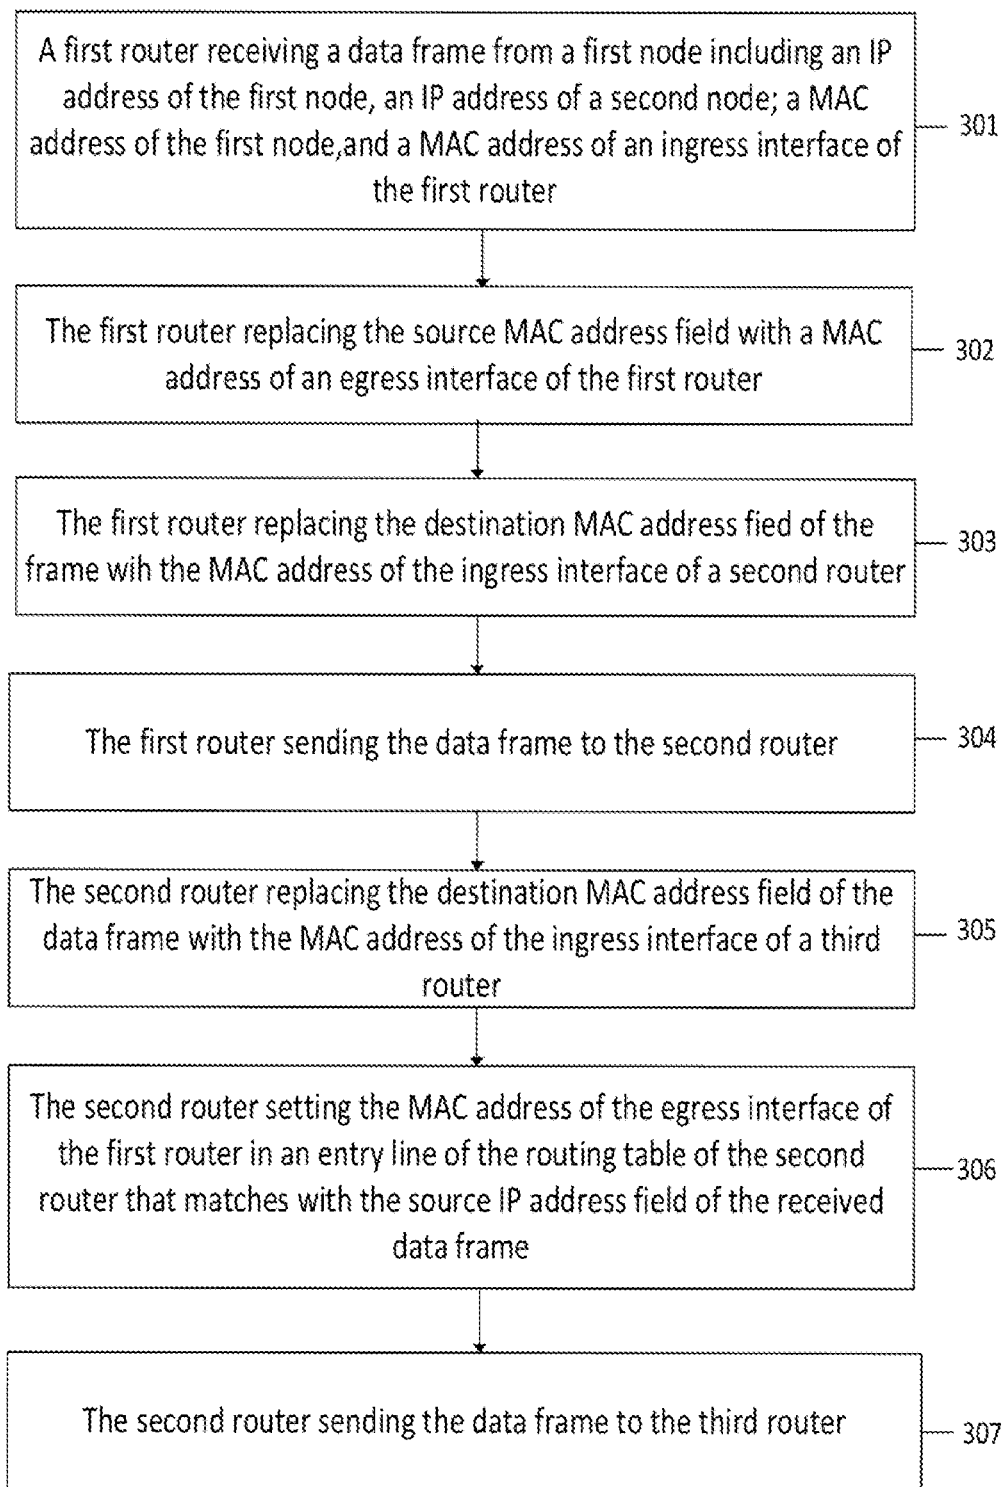 A first router receiving a data frame from a first node including an IP
address of the first node, an IP address of a second node; a MAC
address of the first node,and a MAC address of an ingress interface of
the first router
301
The first router replacing the source MAC address field with a MAC
address of an egress interface of the first router
302
The first router replacing the destination MAC address fied of the
frame wih the MAC address of the ingress interface of a second router
303
The first router sending the data frame to the second router
304
The second router replacing the destination MAC address field of the
data frame with the MAC address of the ingress interface of a third
router
305
The second router setting the MAC address of the egress interface of
the first router in an entry line of the routing table of the second
router that matches with the source IP address field of the received
data frame
306
The second router sending the data frame to the third router
307